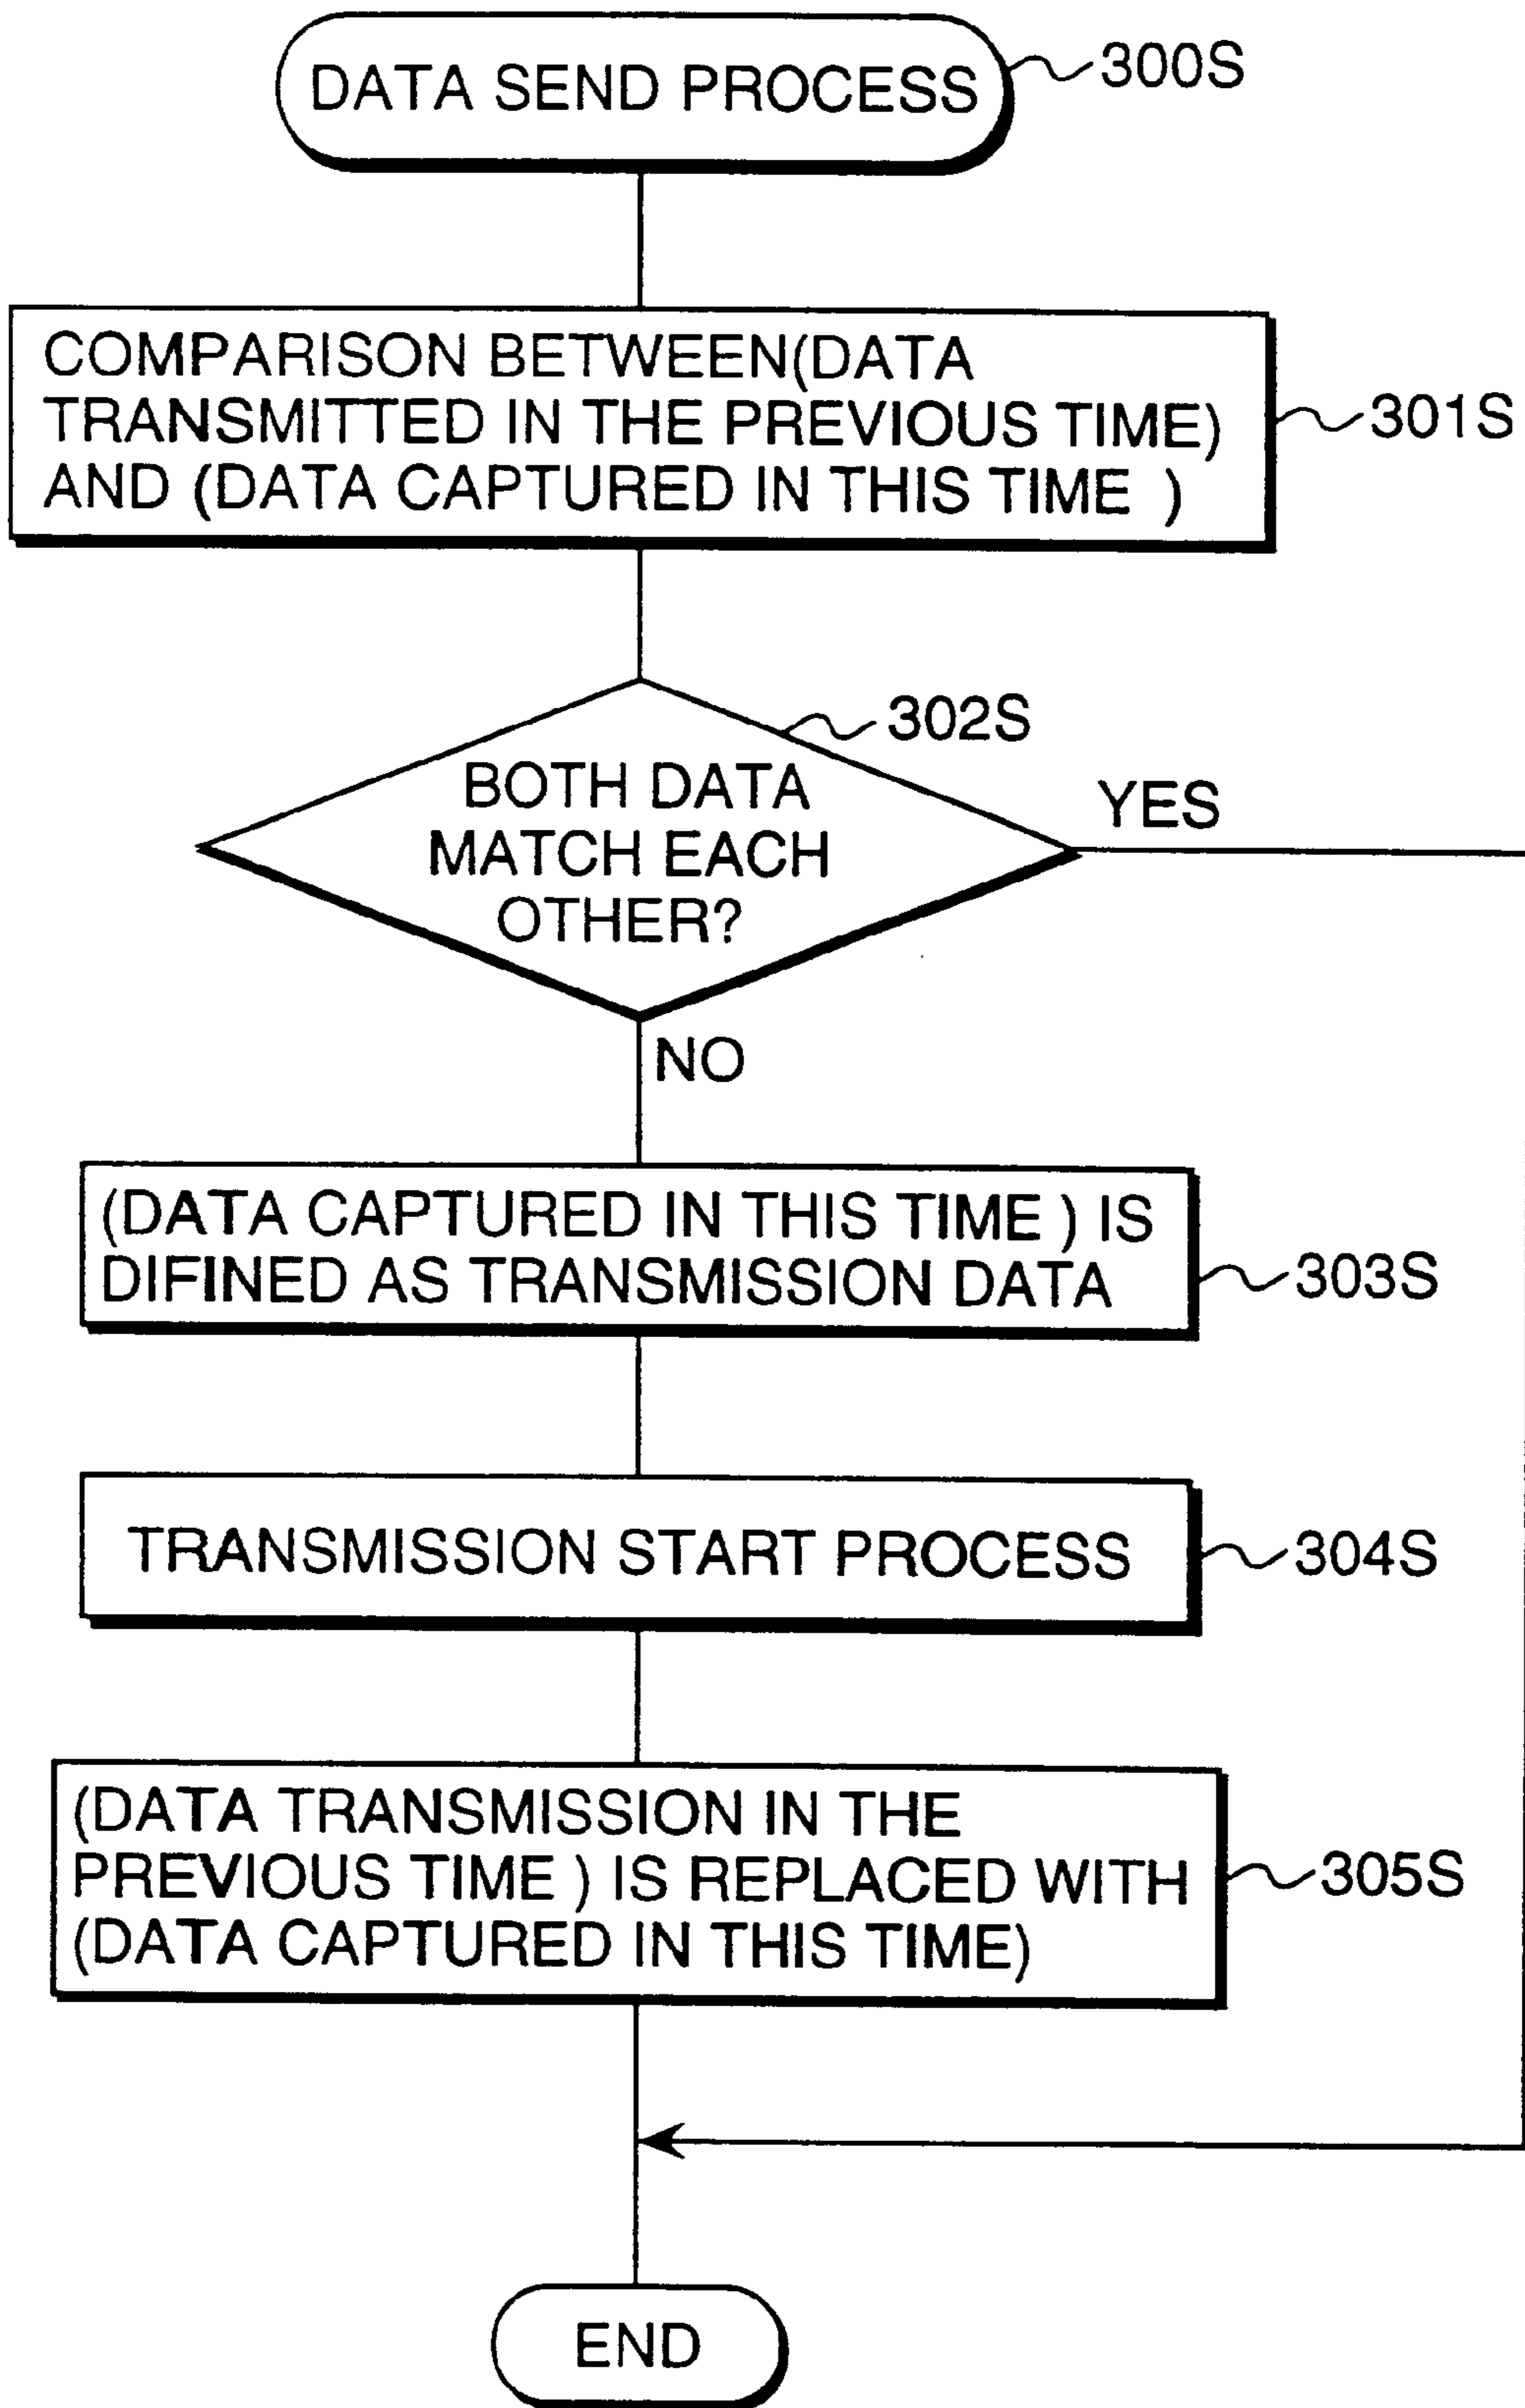 DATA SEND PROCESS
300S
COMPARISON BETWEEN(DATA
TRANSMITTED IN THE PREVIOUS TIME)
AND (DATA CAPTURED IN THIS TIME )
301S
302S
BOTH DATA
MATCH EACH
OTHER?
YES
NO
(DATA CAPTURED IN THIS TIME ) IS
DIFINED AS TRANSMISSION DATA
303S
TRANSMISSION START PROCESS
304S
(DATA TRANSMISSION IN THE
PREVIOUS TIME ) IS REPLACED WITH
(DATA CAPTURED IN THIS TIME)
305S
END